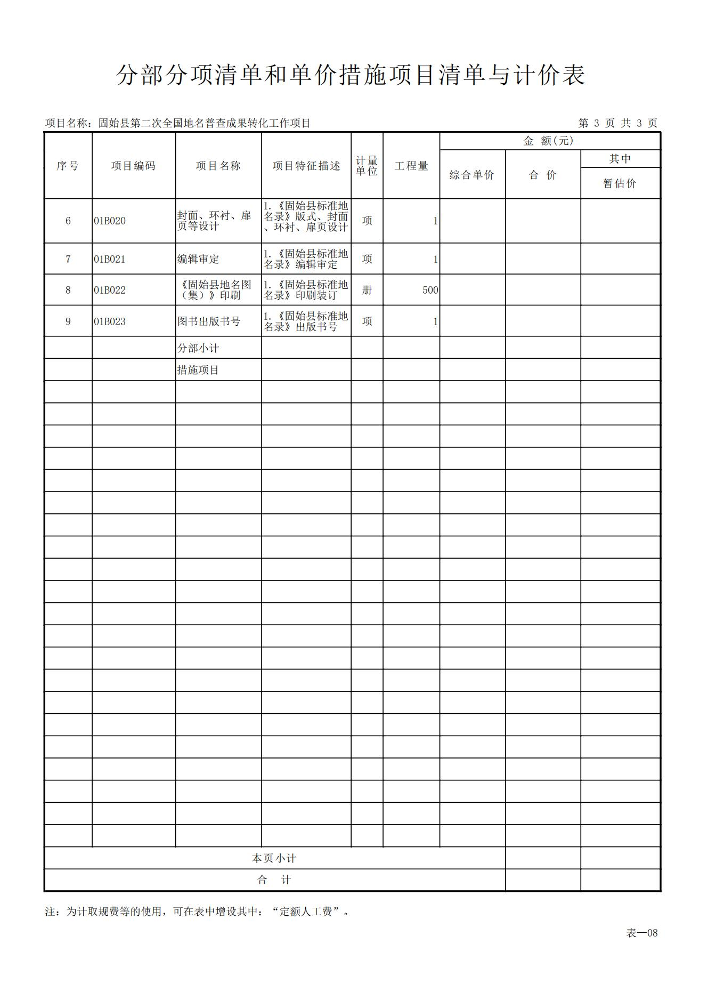 分部分项清单和单价措施项目清单与计价表
项目名称：固始县第二次全国地名普查成果转化工作项目 第 3 页 共 3 页
序号 项目编码 项目名称 项目特征描述 计量单位 工程量 金 额(元)
综合单价 合 价 其中
暂估价
6 01B020 封面、环衬、扉页等设计 1.《固始县标准地名录》版式、封面、环衬、扉页设计 项 1
7 01B021 编辑审定 1.《固始县标准地名录》编辑审定 项 1
8 01B022 《固始县地名图（集）》印刷 1.《固始县标准地名录》印刷装订 册 500
9 01B023 图书出版书号 1.《固始县标准地名录》出版书号 项 1
分部小计
措施项目
本页小计
合 计
注：为计取规费等的使用，可在表中增设其中：“定额人工费”。
表—08